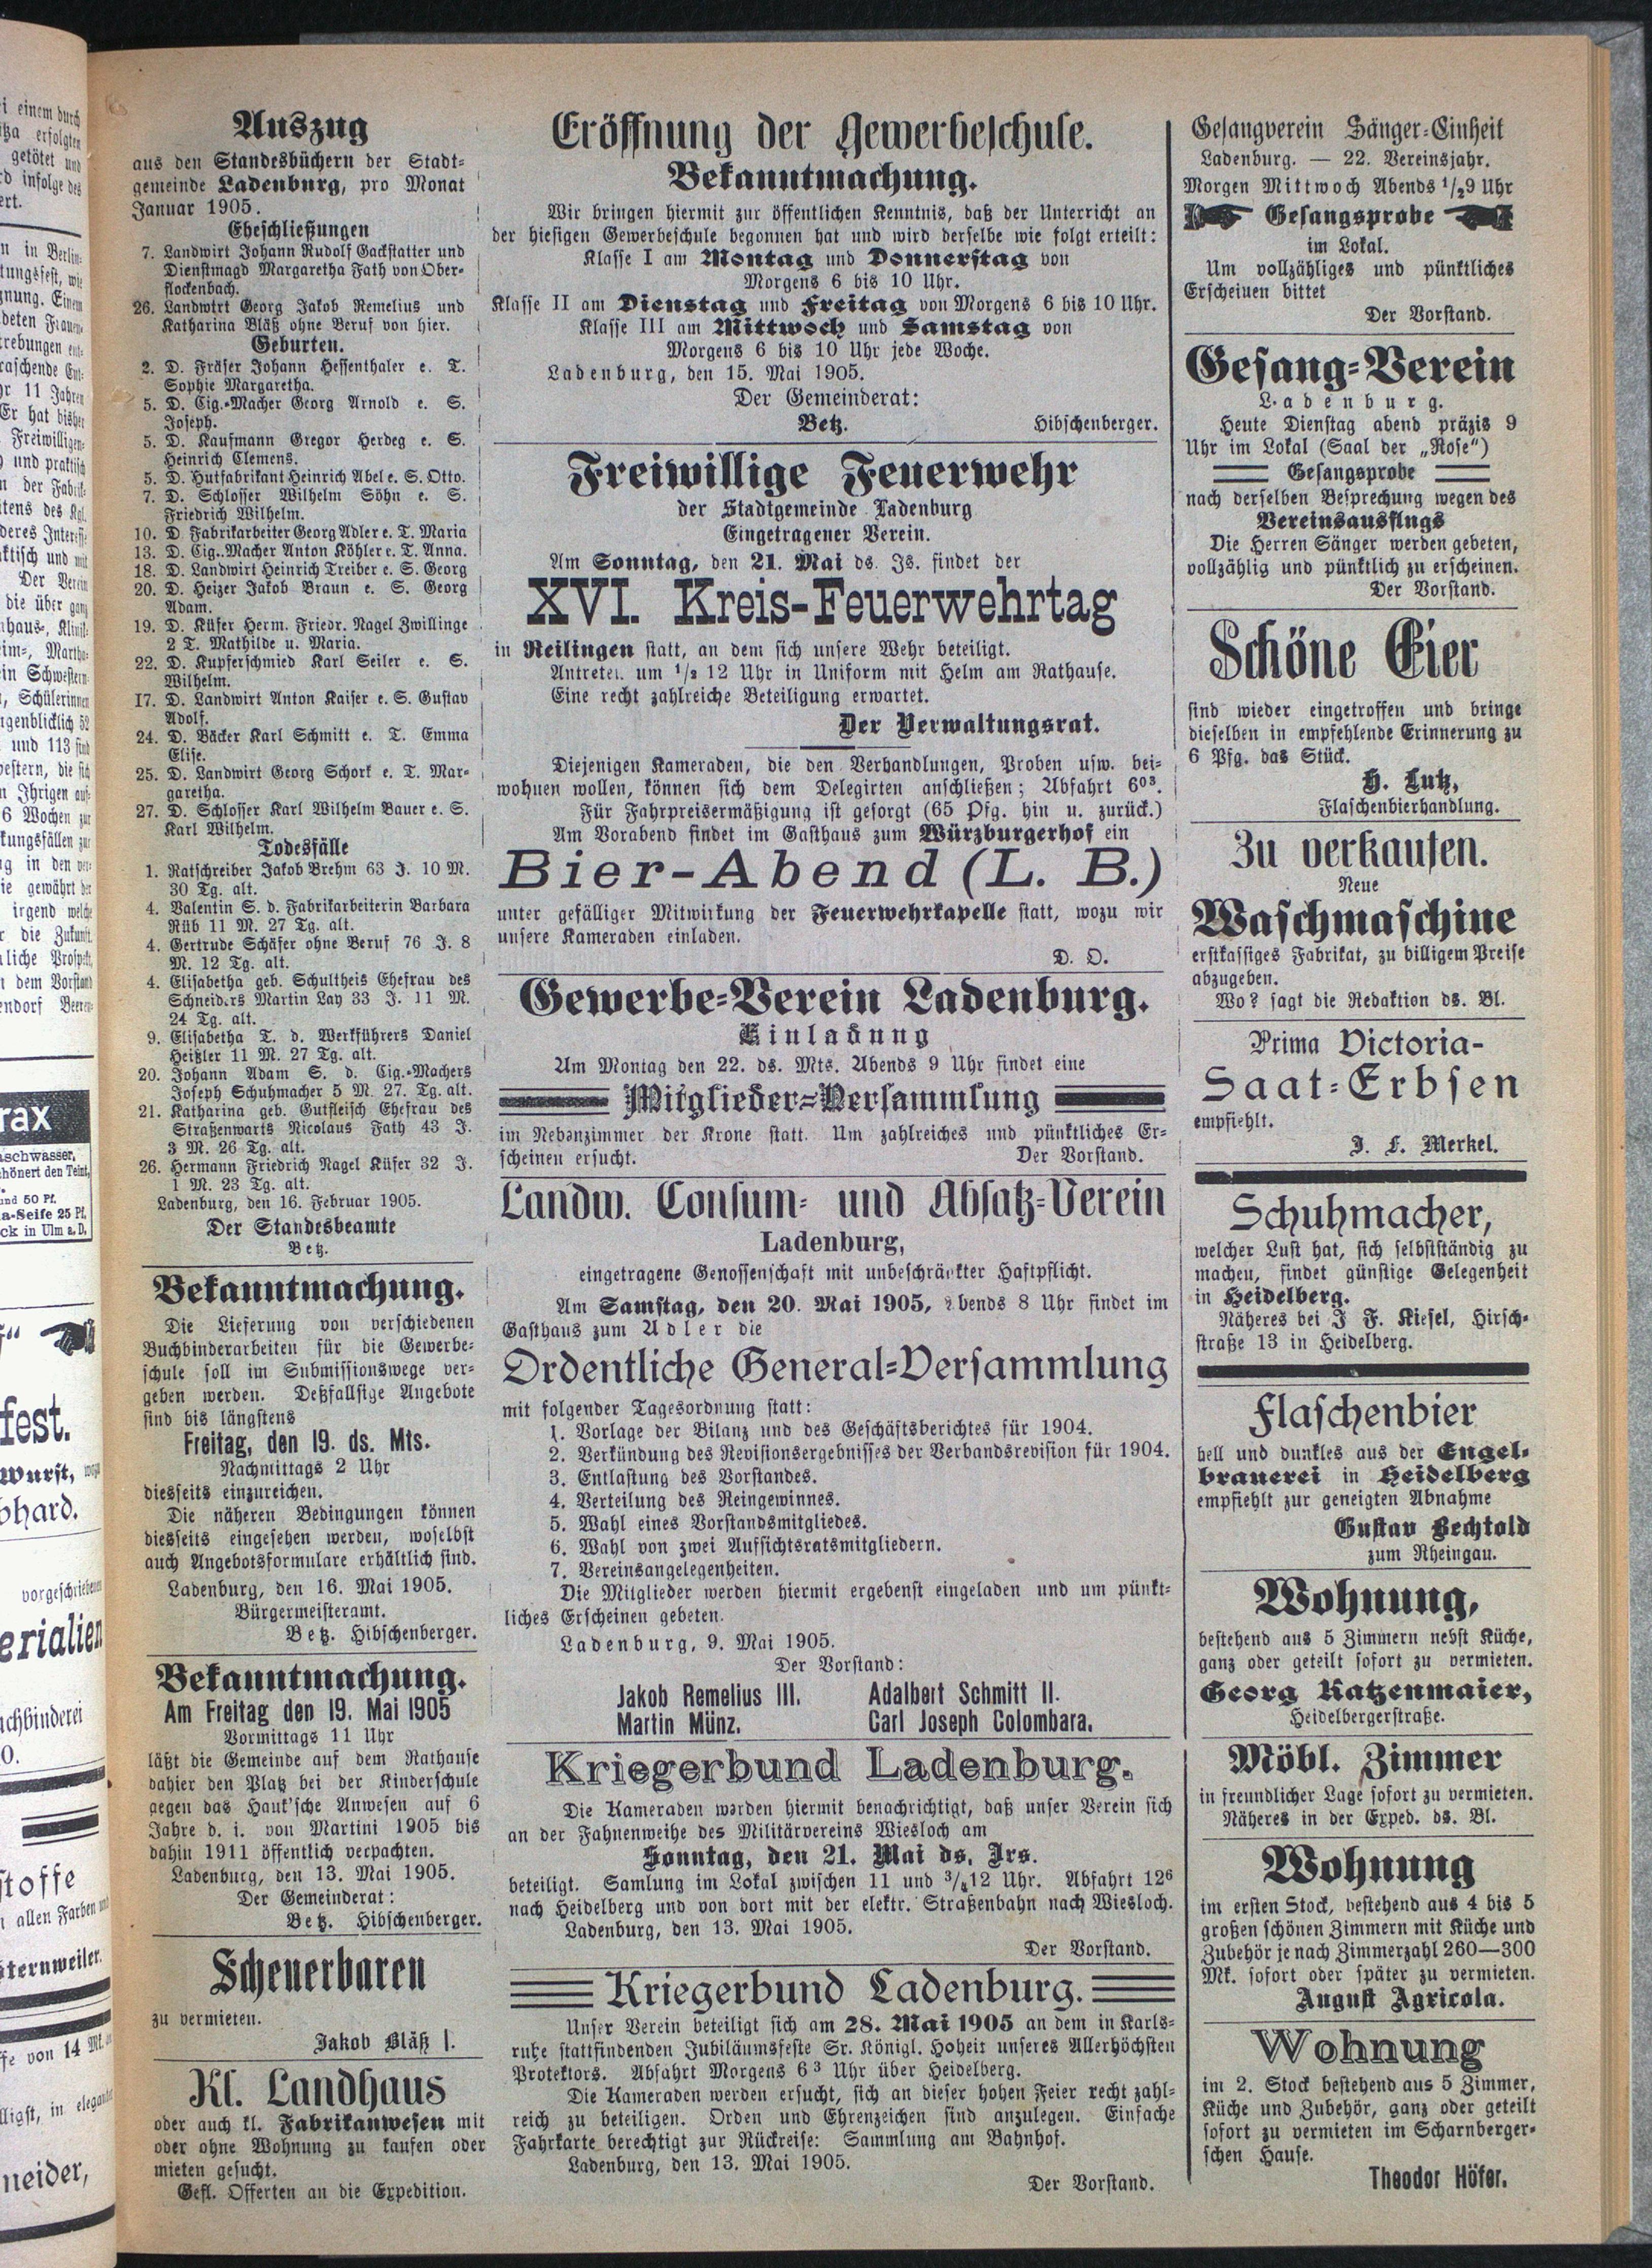 Auszug
aus den Standesbüchern der Stadt-
gemeinde Ladenburg, pro Monat
Januar 1905.
Eheschließungen
7. Landwirt Johann Rudolf Gackstatter und
Dienstmagd Margaretha Fath von Ober-
flockenbach.
26. Landwirt Georg Jakob Remelius und
Katharina Bläß ohne Beruf von hier.
Geburten.
2. D. Fräser Johann Hessenthaler e. T.
Sophie Margaretha.
5. D. Cig.-Macher Georg Arnold e. S.
Joseph.
5. D. Kaufmann Gregor Herdeg e. S.
Heinrich Clemens.
5. D. Hutfabrikant Heinrich Abel e. S. Otto.
7. D. Schlosser Wilhelm Söhn e. S.
Friedrich Wilhelm.
10. D. Fabrikarbeiter Georg Adler e. T. Maria
13. D. Cig.-Macher Anton Köhler e. T. Anna.
18. D. Landwirt Heinrich Treiber e. S. Georg
20. D. Heizer Jakob Braun e. S. Georg
Adam.
19. D. Küfer Herm. Friedr. Nagel Zwillinge
2 T. Mathilde u. Maria.
22. D. Kupferschmied Karl Seiler e. S.
Wilhelm.
17. D. Landwirt Anton Kaiser e. S. Gustav
Adolf.
24. D. Bäcker Karl Schmitt e. T. Emma
Elise.
25. D. Landwirt Georg Schork e. T. Mar-
garetha.
27. D. Schlosser Karl Wilhelm Bauer e. S.
Karl Wilhelm.
Todesfälle
1. Ratschreiber Jakob Brehm 63 J. 10 M.
30 Tg. alt.
4. Valentin S. d. Fabrikarbeiterin Barbara
Rüb 11 M. 27 Tg. alt.
4. Gertrude Schäfer ohne Beruf 76 J. 8
M. 12 Tg. alt.
4. Elisabetha geb. Schultheis Ehefrau des
Schneiders Martin Lay 33 J. 11 M.
24 Tg. alt.
9. Elisabetha T. d. Werkführers Daniel
Heißler 11 M. 27 Tg. alt.
20. Johann Adam S. d. Cig.-Machers
Joseph Schuhmacher 5 M. 27. Tg. alt.
21. Katharina geb. Gutfleisch Ehefrau des
Straßenwarts Nicolaus Fath 43 J.
3 M. 26 Tg. alt.
26. Hermann Friedrich Nagel Küfer 32 J.
1 M. 23 Tg. alt.
Ladenburg, den 16. Februar 1905.
Der Standesbeamte
Betz.
Bekanntmachung.
Die Lieferung von verschiedenen
Buchbinderarbeiten für die Gewerbe-
schule soll im Submissionswege ver-
geben werden. Deßfallsige Angebote
sind bis längstens
Freitag, den 19. ds. Mts.
Nachmittags 2 Uhr
diesseits einzureichen.
Die näheren Bedingungen können
diesseits eingesehen werden, woselbst
auch Angebotsformulare erhältlich sind.
Ladenburg, den 16. Mai 1905.
Bürgermeisteramt.
Betz. Hibschenberger.
Bekanntmachung.
Am Freitag den 19. Mai 1905
Vormittags 11 Uhr
läßt die Gemeinde auf dem Rathause
dahier den Platz bei der Kinderschule
gegen das Hauk'sche Anwesen auf 6
Jahre d. i. von Martini 1905 bis
dahin 1911 öffentlich verpachten.
Ladenburg, den 13. Mai 1905.
Der Gemeinderat:
Betz. Hibschenberger.
Scheuerbaren
zu vermieten.
Jakob Bläß I.
Kl. Landhaus
oder auch kl. Fabrikanwesen mit
oder ohne Wohnung zu kaufen oder
mieten gesucht.
Gefl. Offerten an die Expedition.
Eröffnung der Gewerbeschule.
Bekanntmachung.
Wir bringen hiermit zur öffentlichen Kenntnis, daß der Unterricht an
der hiesigen Gewerbeschule begonnen hat und wird derselbe wie folgt erteilt:
Klasse I am Montag und Donnerstag von
Morgens 6 bis 10 Uhr.
Klasse II am Dienstag und Freitag von Morgens 6 bis 10 Uhr.
Klasse III am Mittwoch und Samstag von
Morgens 6 bis 10 Uhr jede Woche.
Ladenburg, den 15. Mai 1905.
Der Gemeinderat:
Betz. Hibschenberger.
Freiwillige Feuerwehr
der Stadtgemeinde Ladenburg
Eingetragener Verein.
Am Sonntag, den 21. Mai ds. Js. findet der
XVI. Kreis-Feuerwehrtag
in Reilingen statt, an dem sich unsere Wehr beteiligt.
Antreten um 1/2 12 Uhr in Uniform mit Helm am Rathause.
Eine recht zahlreiche Beteiligung erwartet.
Der Verwaltungsrat.
Diejenigen Kameraden, die den Verhandlungen, Proben usw. bei-
wohnen wollen, können sich dem Delegirten anschließen; Abfahrt 6⁰³.
Für Fahrpreisermäßigung ist gesorgt (65 Pfg. hin u. zurück.)
Am Vorabend findet im Gasthaus zum Würzburgerhof ein
Bier-Abend (L. B.)
unter gefälliger Mitwirkung der Feuerwehrkapelle statt, wozu wir
unsere Kameraden einladen.
D. O.
Gewerbe-Verein Ladenburg.
Einladung
Am Montag den 22. ds. Mts. Abends 9 Uhr findet eine
Mitglieder-Versammlung
im Nebenzimmer der Krone statt. Um zahlreiches und pünktliches Er-
scheinen ersucht. Der Vorstand.
Landw. Consum- und Absatz-Verein
Ladenburg,
eingetragene Genossenschaft mit unbeschränkter Haftpflicht.
Am Samstag, den 20. Mai 1905, Abends 8 Uhr findet im
Gasthaus zum Adler die
Ordentliche General-Versammlung
mit folgender Tagesordnung statt:
1. Vorlage der Bilanz und des Geschäftsberichtes für 1904.
2. Verkündung des Revisionsergebnisses der Verbandsrevision für 1904.
3. Entlastung des Vorstandes.
4. Verteilung des Reingewinnes.
5. Wahl eines Vorstandsmitgliedes.
6. Wahl von zwei Aufsichtsratsmitgliedern.
7. Vereinsangelegenheiten.
Die Mitglieder werden hiermit ergebenst eingeladen und um pünkt-
liches Erscheinen gebeten.
Ladenburg, 9. Mai 1905.
Der Vorstand:
Jakob Remelius III. Adalbert Schmitt II.
Martin Münz. Carl Joseph Colombara.
Kriegerbund Ladenburg.
Die Kameraden werden hiermit benachrichtigt, daß unser Verein sich
an der Fahnenweihe des Militärvereins Wiesloch am
Sonntag, den 21. Mai ds. Jrs.
beteiligt. Samlung im Lokal zwischen 11 und 3/4 12 Uhr. Abfahrt 12⁶
nach Heidelberg und von dort mit der elektr. Straßenbahn nach Wiesloch.
Ladenburg, den 13. Mai 1905.
Der Vorstand.
Kriegerbund Ladenburg.
Unser Verein beteiligt sich am 28. Mai 1905 an dem in Karls-
ruhe stattfindenden Jubiläumsfeste Sr. Königl. Hoheit unseres Allerhöchsten
Protektors. Abfahrt Morgens 6³ Uhr über Heidelberg.
Die Kameraden werden ersucht, sich an dieser hohen Feier recht zahl-
reich zu beteiligen. Orden und Ehrenzeichen sind anzulegen. Einfache
Fahrkarte berechtigt zur Rückreise: Sammlung am Bahnhof.
Ladenburg, den 13. Mai 1905.
Der Vorstand.
Gesangverein Sänger-Einheit
Ladenburg. — 22. Vereinsjahr.
Morgen Mittwoch Abends 1/2 9 Uhr
Gesangsprobe
im Lokal.
Um vollzähliges und pünktliches
Erscheinen bittet
Der Vorstand.
Gesang-Verein
Ladenburg.
Heute Dienstag abend präzis 9
Uhr im Lokal (Saal der „Rose“)
Gesangsprobe
nach derselben Besprechung wegen des
Vereinsausflugs
Die Herren Sänger werden gebeten,
vollzählig und pünktlich zu erscheinen.
Der Vorstand.
Schöne Eier
sind wieder eingetroffen und bringe
dieselben in empfehlende Erinnerung zu
6 Pfg. das Stück.
H. Lutz,
Flaschenbierhandlung.
Zu verkaufen.
Neue
Waschmaschine
erstkassiges Fabrikat, zu billigem Preise
abzugeben.
Wo? sagt die Redaktion ds. Bl.
Prima Victoria-
Saat-Erbsen
empfiehlt.
J. F. Merkel.
Schuhmacher,
welcher Lust hat, sich selbstständig zu
machen, findet günstige Gelegenheit
in Heidelberg.
Näheres bei J F. Kiesel, Hirsch-
straße 13 in Heidelberg.
Flaschenbier
hell und dunkles aus der Engel-
brauerei in Heidelberg
empfiehlt zur geneigten Abnahme
Gustav Bechtold
zum Rheingau.
Wohnung,
bestehend aus 5 Zimmern nebst Küche,
ganz oder geteilt sofort zu vermieten.
Georg Katzenmaier,
Heidelbergerstraße.
Möbl. Zimmer
in freundlicher Lage sofort zu vermieten.
Näheres in der Exped. ds. Bl.
Wohnung
im ersten Stock, bestehend aus 4 bis 5
großen schönen Zimmern mit Küche und
Zubehör je nach Zimmerzahl 260—300
Mk. sofort oder später zu vermieten.
August Agricola.
Wohnung
im 2. Stock bestehend aus 5 Zimmer,
Küche und Zubehör, ganz oder geteilt
sofort zu vermieten im Scharnberger-
schen Hause.
Theodor Höfer.